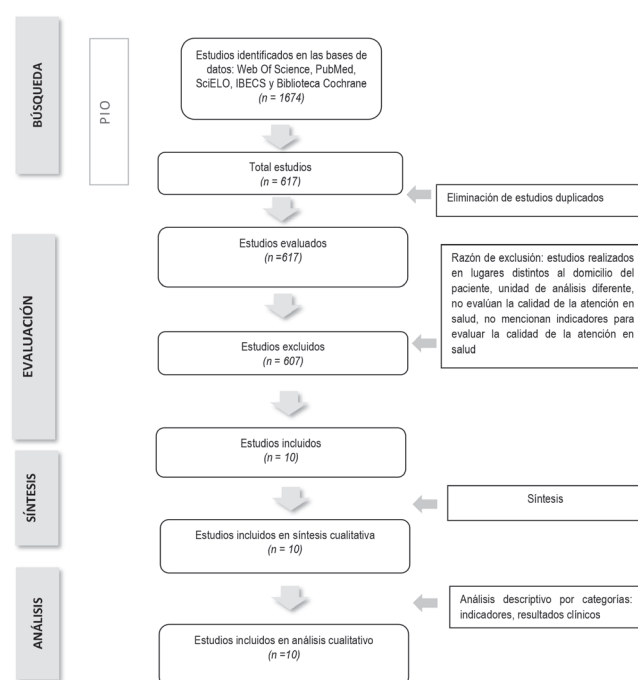 BÚSQUEDA
PIO
Estudios identificados en las bases de
datos: Web Of Science, PubMed,
SciELO, IBECS y Biblioteca Cochrane
(n = 1674)
Total estudios
(n = 617)
Eliminación de estudios duplicados
EVALUACIÓN
Estudios evaluados
(n =617)
Razón de exclusión: estudios realizados
en lugares distintos al domicilio del
paciente, unidad de análisis diferente,
no evalúan la calidad de la atención en
salud, no mencionan indicadores para
evaluar la calidad de la atención en
salud
Estudios excluidos
(n = 607)
Estudios incluidos
(n = 10)
SÍNTESIS
Síntesis
Estudios incluidos en síntesis cualitativa
(n = 10)
ANÁLISIS
Análisis descriptivo por categorías:
indicadores, resultados clínicos
Estudios incluidos en análisis cualitativo
(n =10)